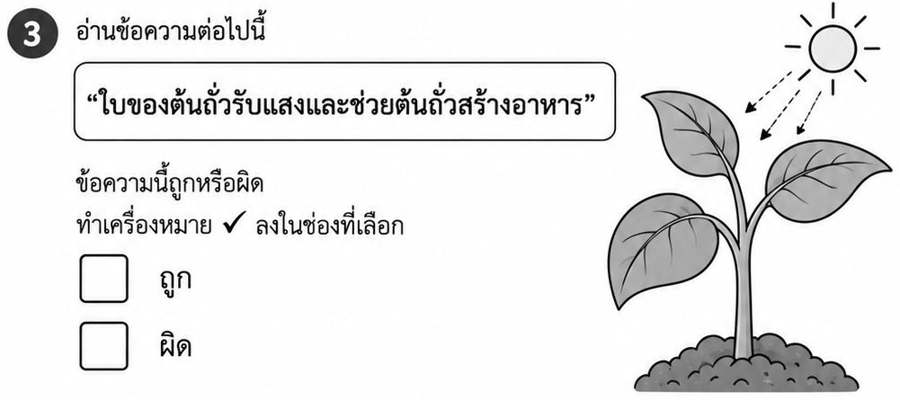 3 อ่านข้อความต่อไปนี้
“ใบของต้นถั่วรับแสงและช่วยต้นถั่วสร้างอาหาร”
ข้อความนี้ถูกหรือผิด
ทำเครื่องหมาย ✓ ลงในช่องที่เลือก
ถูก
ผิด